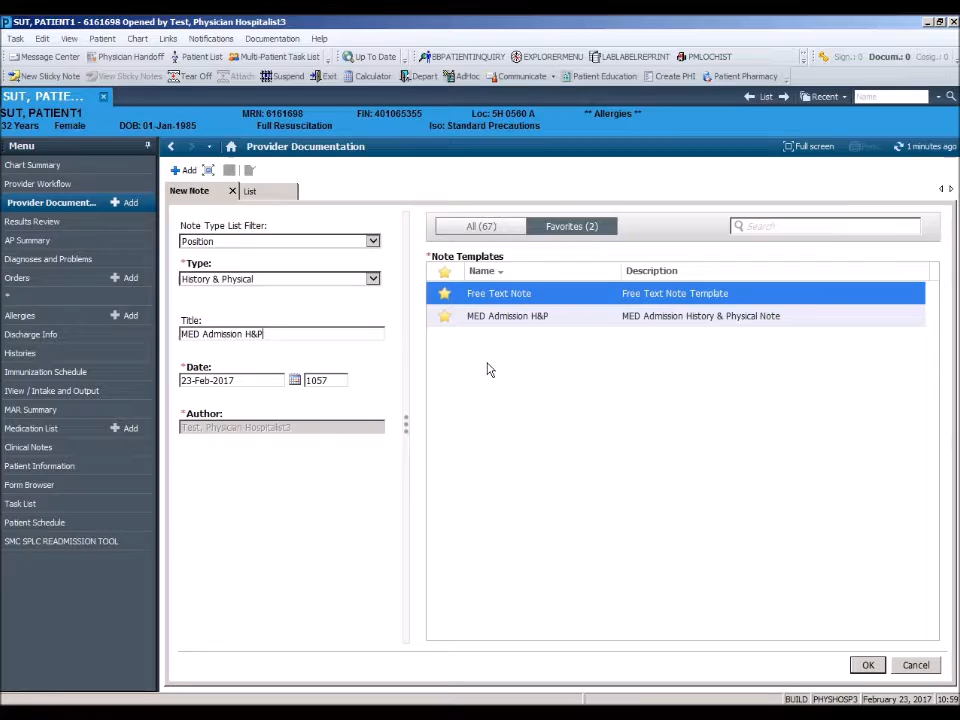 SUT, PATIENT1 - 6161698 Opened by Test, Physician Hospitalist3
Task Edit View Patient Chart Links Notifications Documentation Help
Message Center Physician Handoff Patient List Multi-Patient Task List Up To Date BBPATIENTINQUIRY EXPLORERMENU LABLABELREPRINT PMLOCHIST Sign.: 0 Docum.: 0 Cosig.: 0
New Sticky Note View Sticky Notes Tear Off Attach Suspend Exit Calculator Depart AdHoc Communicate Patient Education Create PHI Patient Pharmacy
SUT, PATIE... List Recent Name
SUT, PATIENT1 MRN: 6161698 FIN: 401065355 Loc: 5H 0560 A ** Allergies **
32 Years Female DOB: 01-Jan-1985 Full Resuscitation Iso: Standard Precautions
Menu Provider Documentation Full screen 1 minutes ago
Chart Summary
Add
Provider Workflow
New Note List
Provider Document... Add
Results Review
AP Summary
Diagnoses and Problems
Orders Add
*
Allergies Add
Discharge Info
Histories
Immunization Schedule
IView / Intake and Output
MAR Summary
Medication List Add
Clinical Notes
Patient Information
Form Browser
Task List
Patient Schedule
SMC SPLC READMISSION TOOL
Note Type List Filter:
Position
*Type:
History & Physical
Title:
MED Admission H&P
*Date:
23-Feb-2017 1057
*Author:
Test, Physician Hospitalist3
All (67) Favorites (2) Search
*Note Templates
Name Description
Free Text Note Free Text Note Template
MED Admission H&P MED Admission History & Physical Note
OK Cancel
BUILD PHYSHOSP3 February 23, 2017 10:59